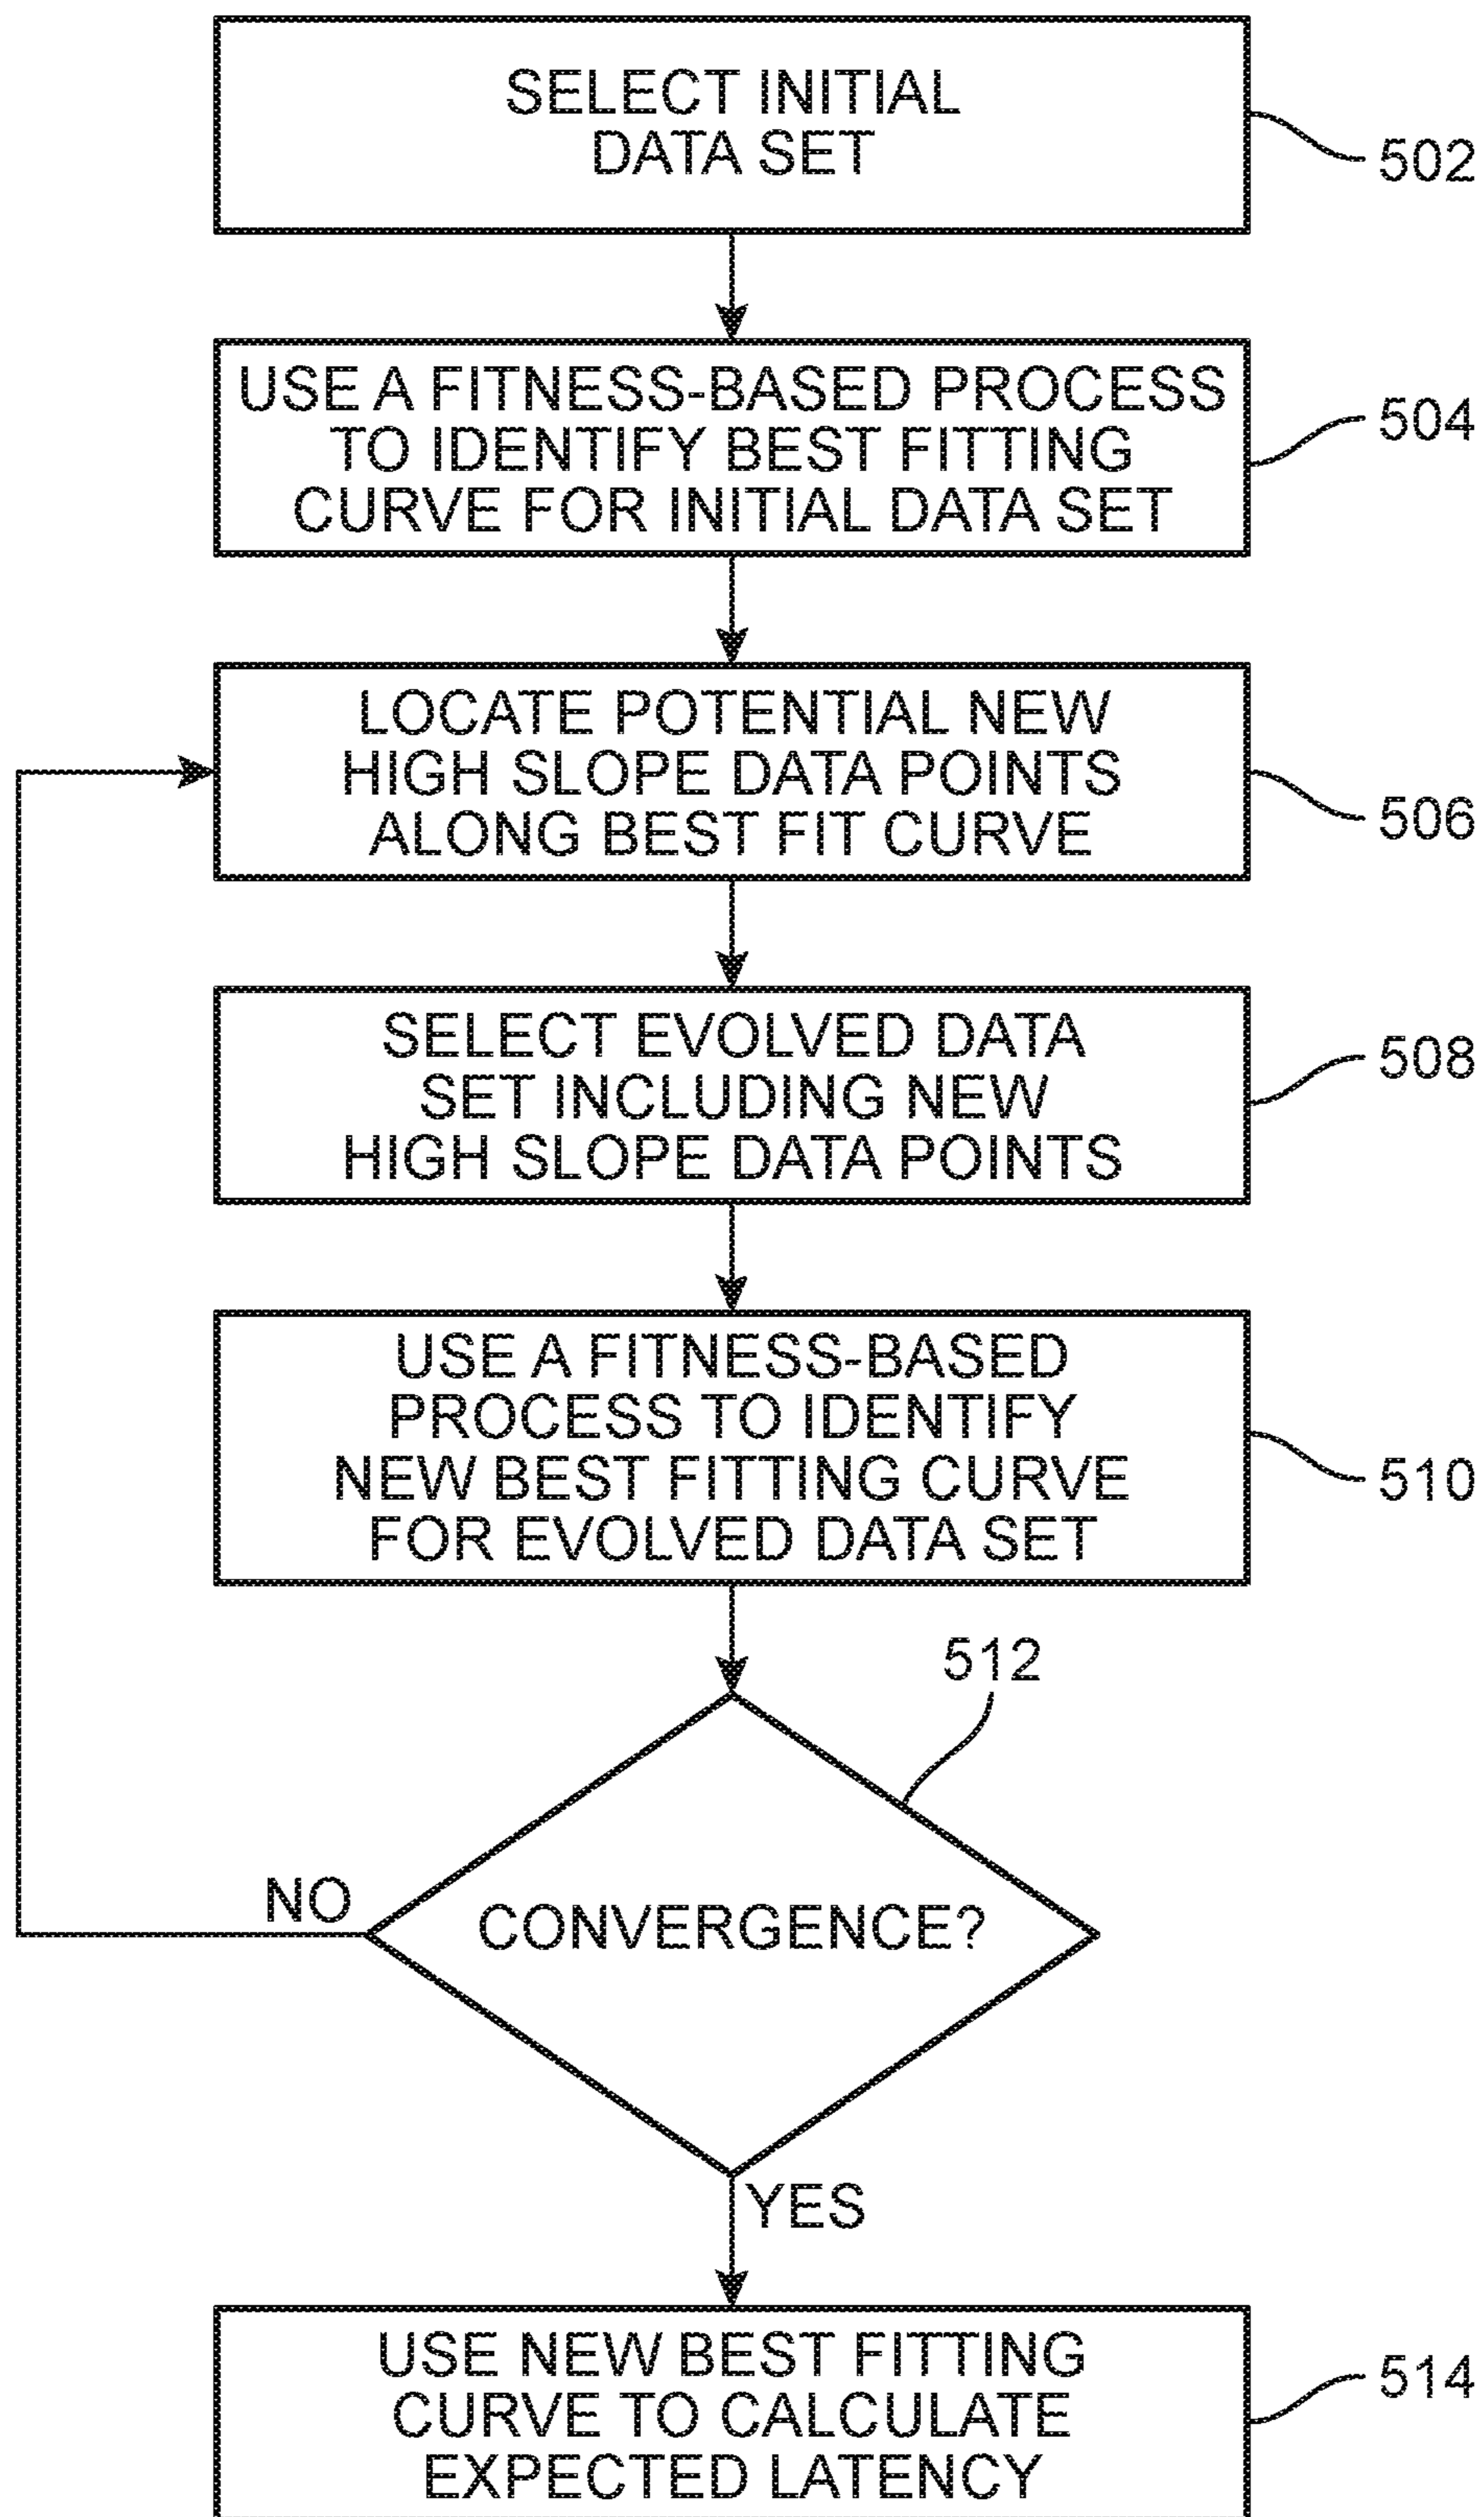 SELECT INITIAL
DATA SET
502
USE A FITNESS-BASED PROCESS
TO IDENTIFY BEST FITTING
CURVE FOR INITIAL DATA SET
504
LOCATE POTENTIAL NEW
HIGH SLOPE DATA POINTS
ALONG BEST FIT CURVE
506
SELECT EVOLVED DATA
SET INCLUDING NEW
HIGH SLOPE DATA POINTS
508
USE A FITNESS-BASED
PROCESS TO IDENTIFY
NEW BEST FITTING CURVE
FOR EVOLVED DATA SET
510
512
NO
CONVERGENCE?
YES
USE NEW BEST FITTING
CURVE TO CALCULATE
EXPECTED LATENCY
514